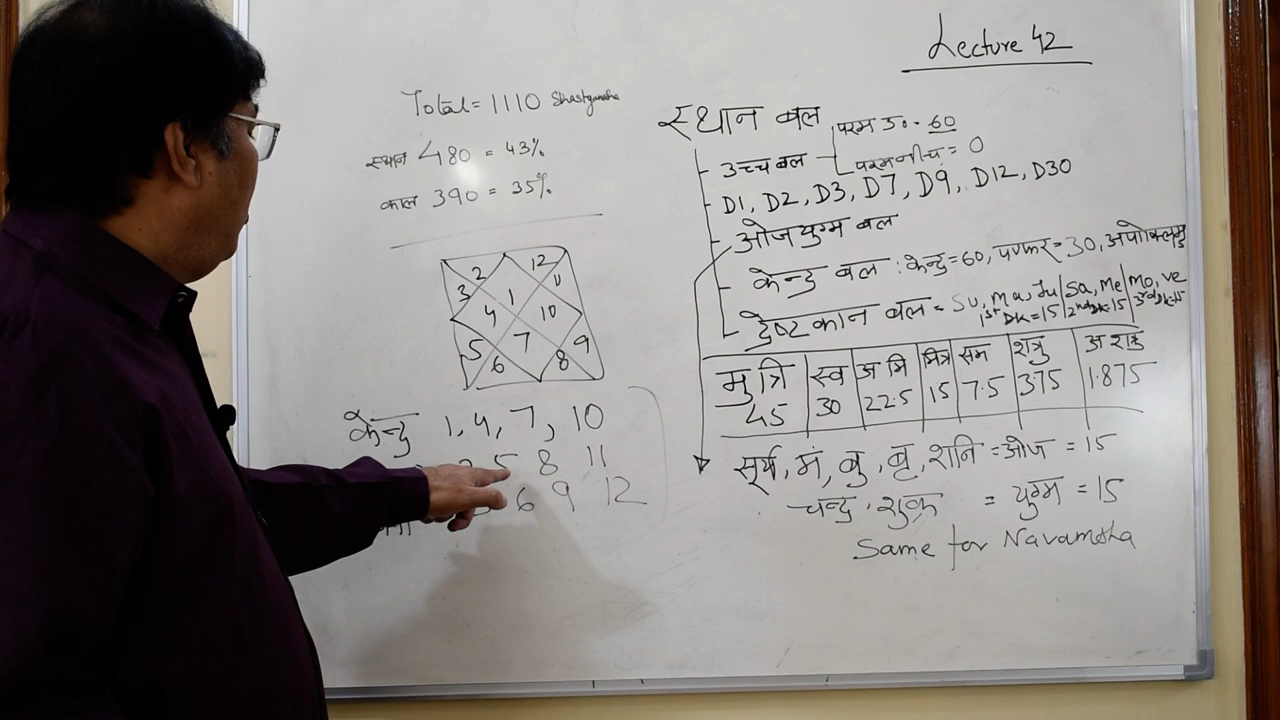 Lecture 42
Total = 1110 Shastyamsha
स्थान 480 = 43%
काल 390 = 35%
2 12
3 1 11
4 10
5 7 9
6 8
केन्द्र 1, 4, 7, 10
5 8 11
6 9 12
स्थान बल
उच्च बल परम उ०- 60
परमनीच = 0
D1, D2, D3, D7, D9, D12, D30
ओजयुग्म बल
केन्द्र बल : केन्द्र=60, पणफर=30,
द्रेष्टकान बल = Su, Ma, Ju | Sa, Me | Mo, Ve
1st Dk=15 | 2nd Dk=15 | 3rd Dk=15
मु त्रि | स्व | अ मि | मित्र | सम | शत्रु | अ शत्रु
45 | 30 | 22.5 | 15 | 7.5 | 375 | 1.875
सूर्य, मं, बु, बृ, शनि = ओज = 15
चन्द्र, शुक्र = युग्म = 15
Same for Navamsha